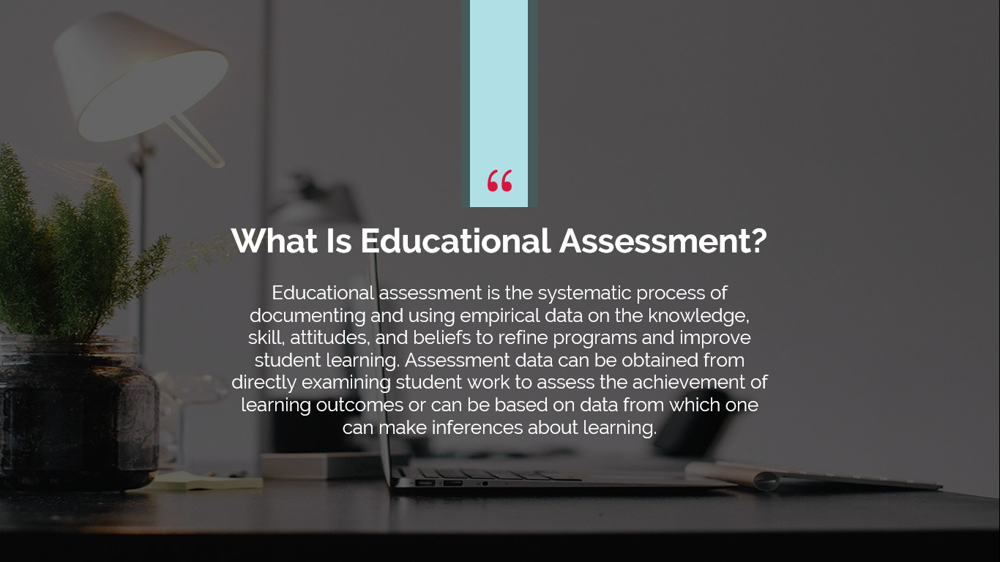 “
What Is Educational Assessment?
Educational assessment is the systematic process of
documenting and using empirical data on the knowledge,
skill, attitudes, and beliefs to refine programs and improve
student learning. Assessment data can be obtained from
directly examining student work to assess the achievement of
learning outcomes or can be based on data from which one
can make inferences about learning.